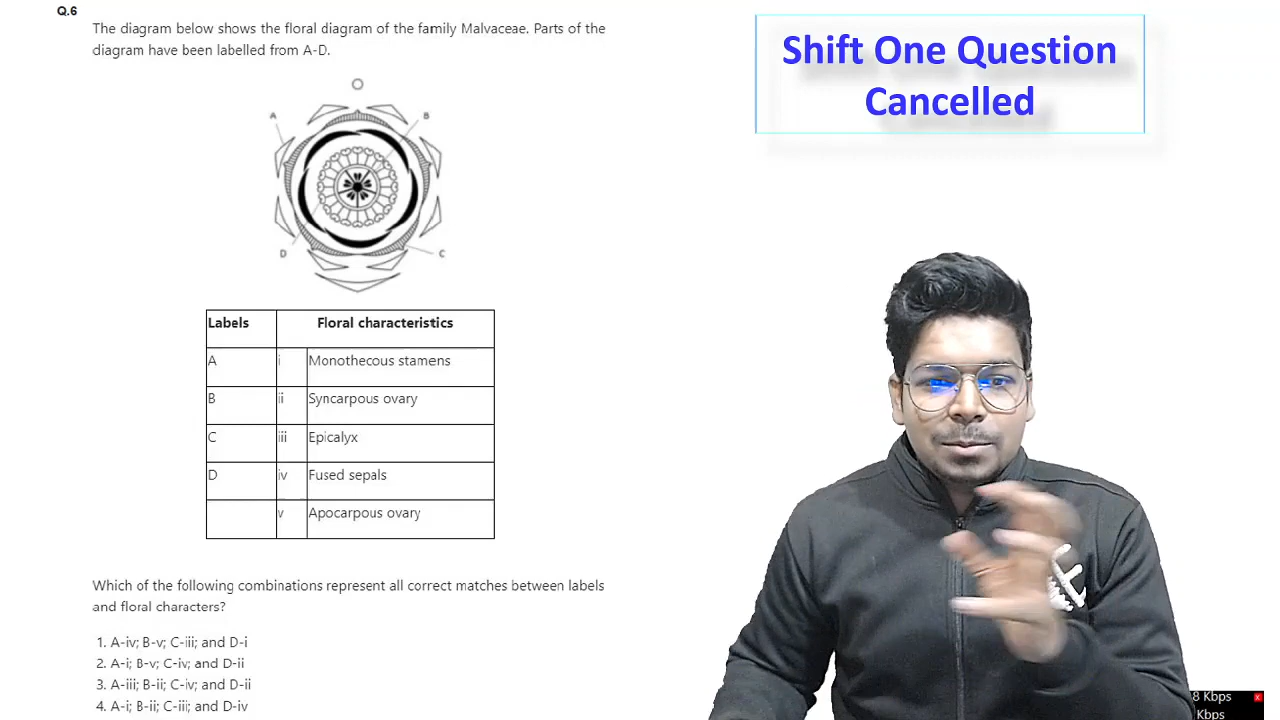 Q.6
The diagram below shows the floral diagram of the family Malvaceae. Parts of the
diagram have been labelled from A-D.
A
B
D
C
Labels Floral characteristics
A i Monothecous stamens
B ii Syncarpous ovary
C iii Epicalyx
D iv Fused sepals
v Apocarpous ovary
Which of the following combinations represent all correct matches between labels
and floral characters?
1. A-iv; B-v; C-iii; and D-i
2. A-i; B-v; C-iv; and D-ii
3. A-iii; B-ii; C-iv; and D-ii
4. A-i; B-ii; C-iii; and D-iv
Shift One Question
Cancelled
8 Kbps
x
Kbps